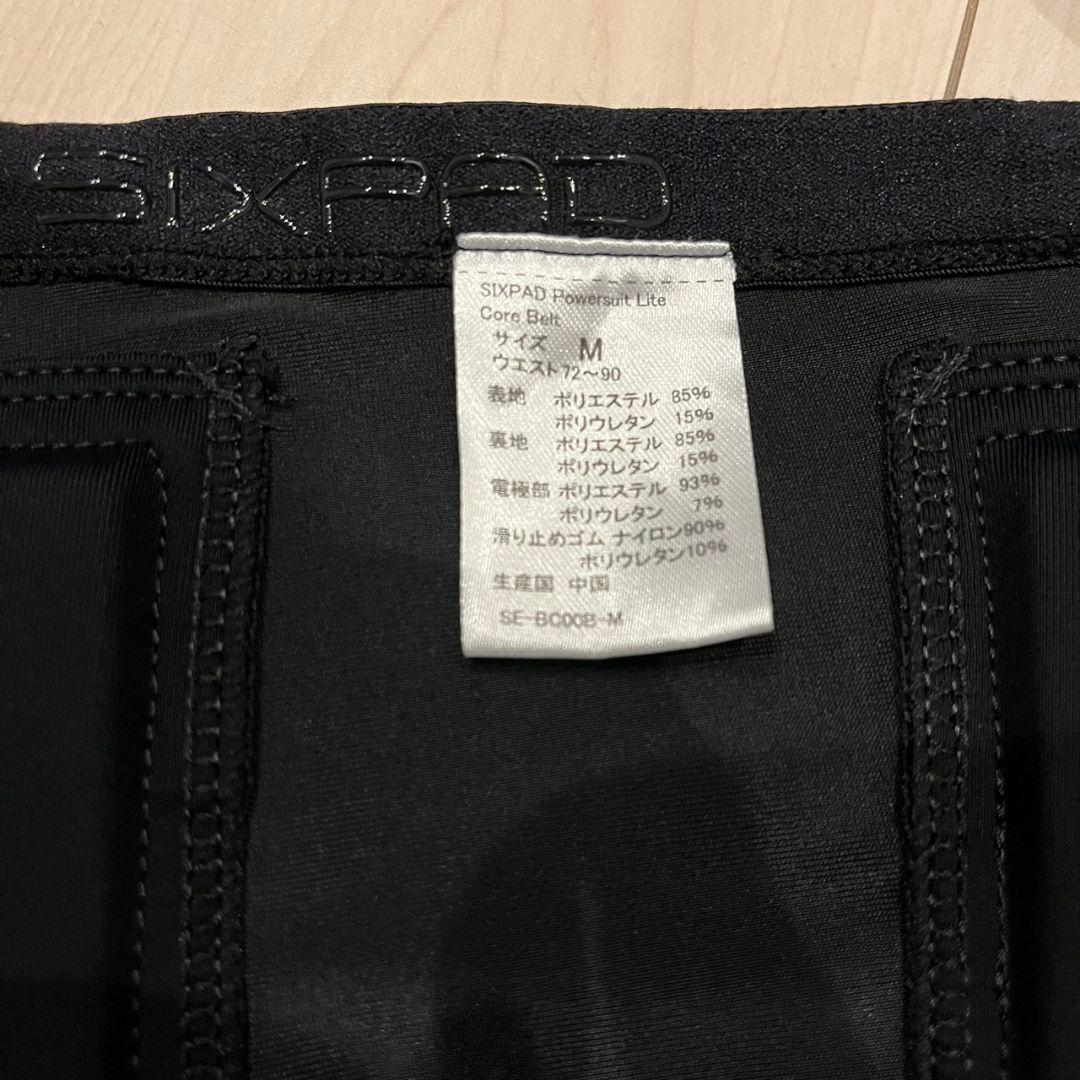 SIXPAD
SIXPAD Powersuit Lite
Core Belt
サイズ M
ウエスト72～90
表地 ポリエステル 85%
ポリウレタン 15%
裏地 ポリエステル 85%
ポリウレタン 15%
電極部 ポリエステル 93%
ポリウレタン 7%
滑り止めゴム ナイロン90%
ポリウレタン10%
生産国 中国
SE-BC00B-M